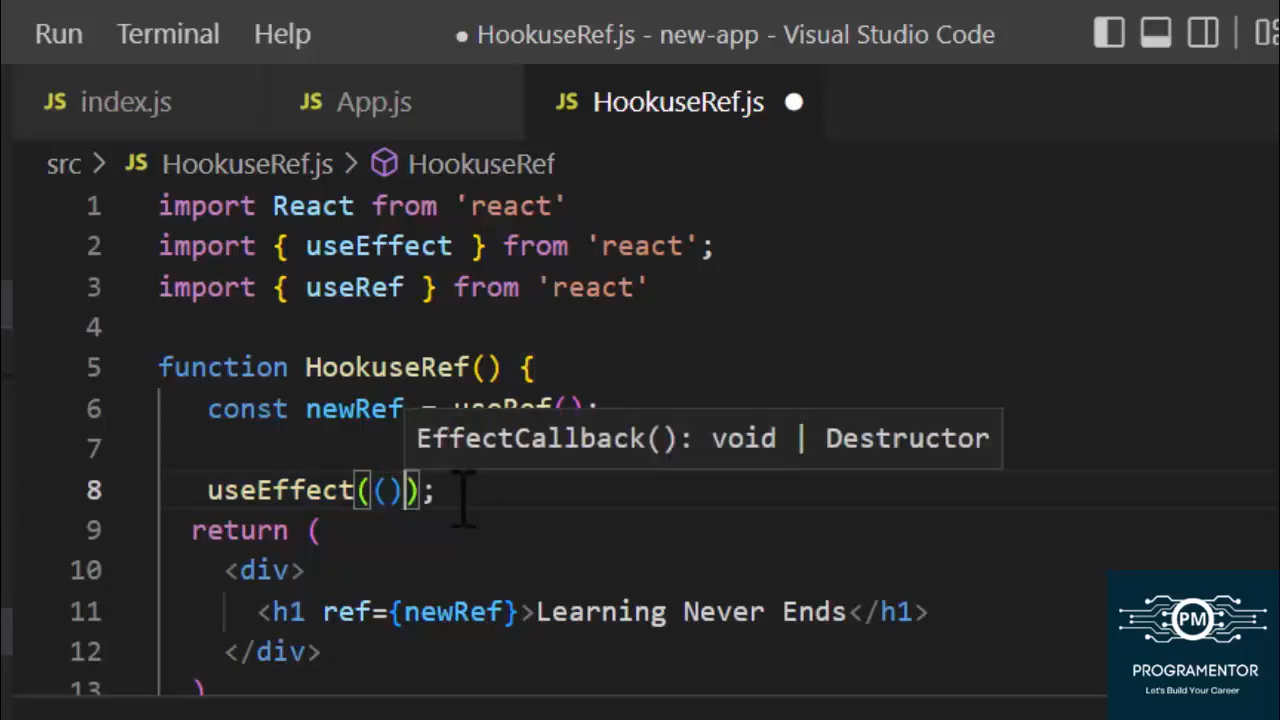 Run Terminal Help ● HookuseRef.js - new-app - Visual Studio Code
JS index.js JS App.js JS HookuseRef.js ●
src > JS HookuseRef.js > HookuseRef
1 import React from 'react'
2 import { useEffect } from 'react';
3 import { useRef } from 'react'
4
5 function HookuseRef() {
6 const newRef = useRef();
EffectCallback(): void | Destructor
7
8 useEffect(());
9 return (
10 <div>
11 <h1 ref={newRef}>Learning Never Ends</h1>
12 </div>
13 )
PM
PROGRAMENTOR
Let's Build Your Career